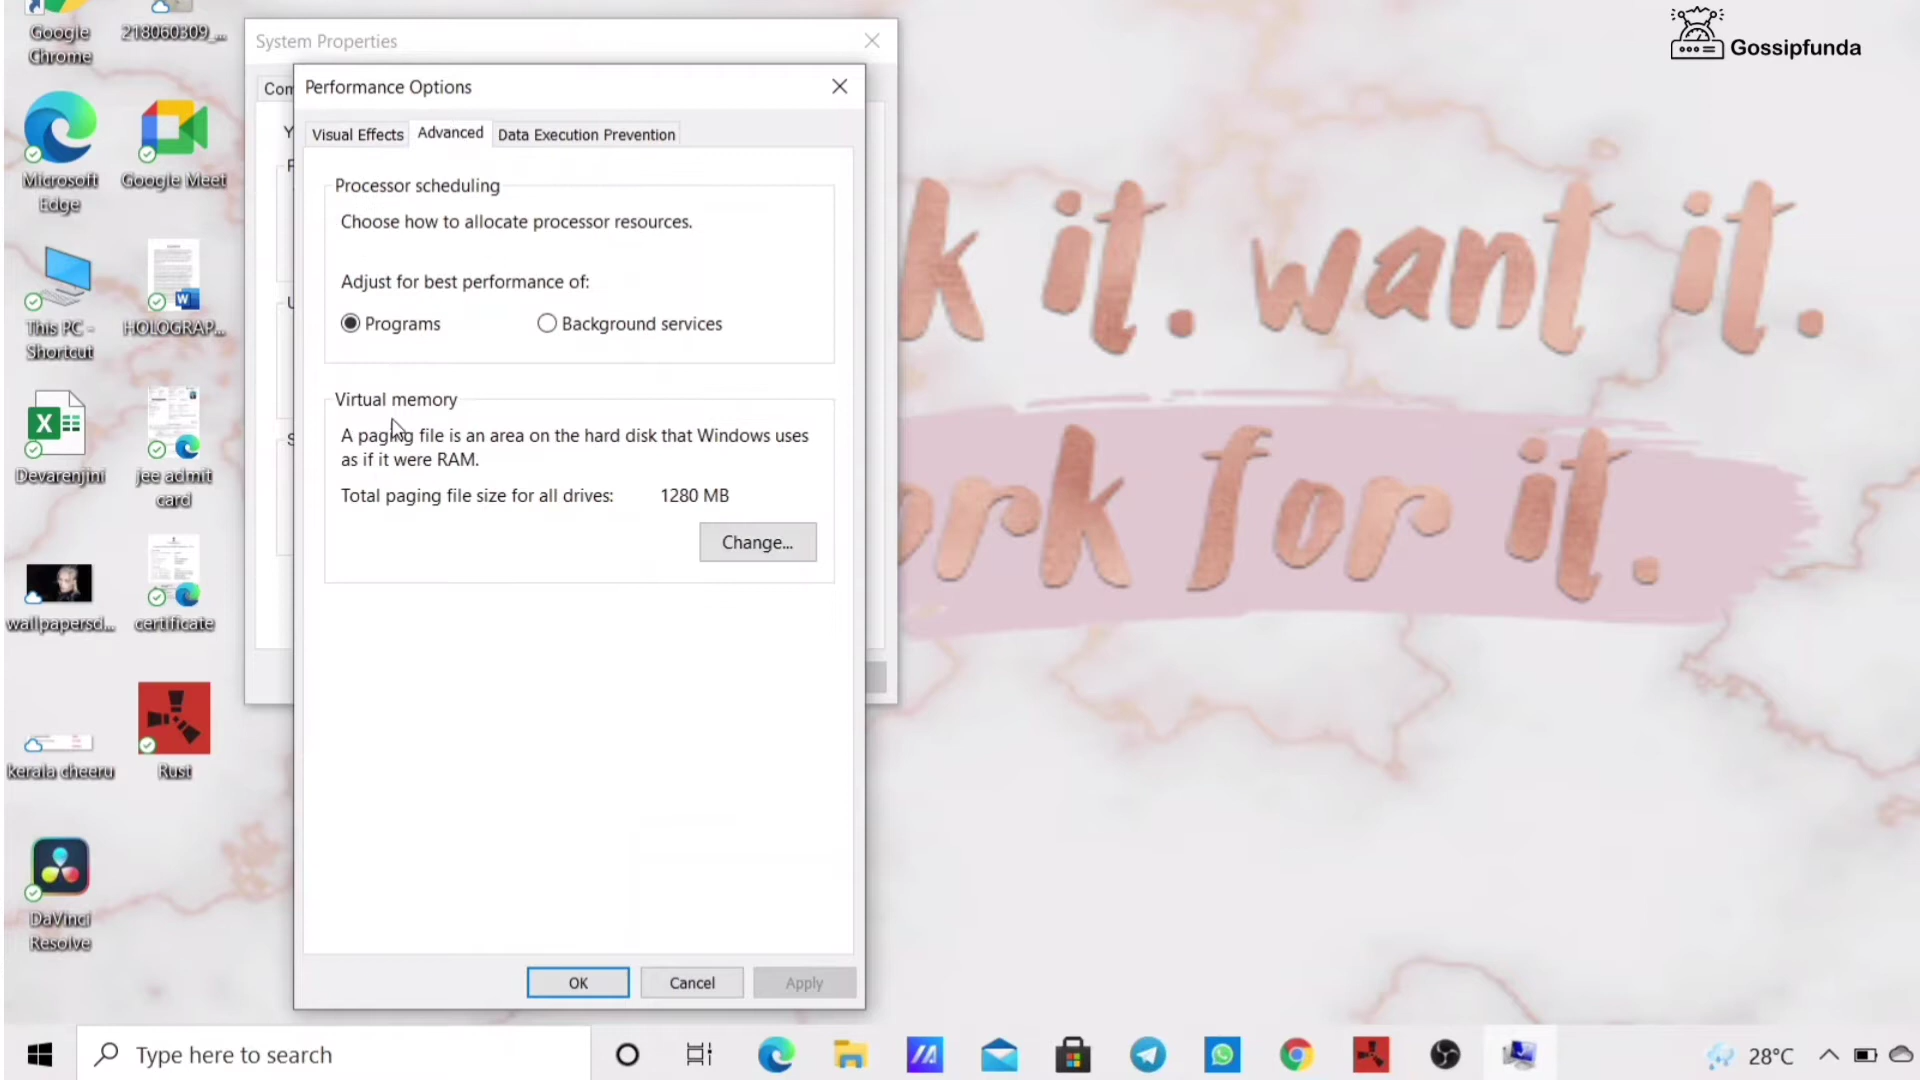 Google
Chrome
218060309_...
Microsoft
Edge
Google Meet
This PC -
Shortcut
HOLOGRAP...
Devarenjini
jee admit
card
wallpapersci...
certificate
kerala cheeru
Rust
DaVinci
Resolve
System Properties
Com
Performance Options
Visual Effects
Advanced
Data Execution Prevention
Processor scheduling
Choose how to allocate processor resources.
Adjust for best performance of:
Programs
Background services
Virtual memory
A paging file is an area on the hard disk that Windows uses
as if it were RAM.
Total paging file size for all drives: 1280 MB
Change...
OK
Cancel
Apply
Gossipfunda
k it. want it.
ork for it.
Type here to search
28°C